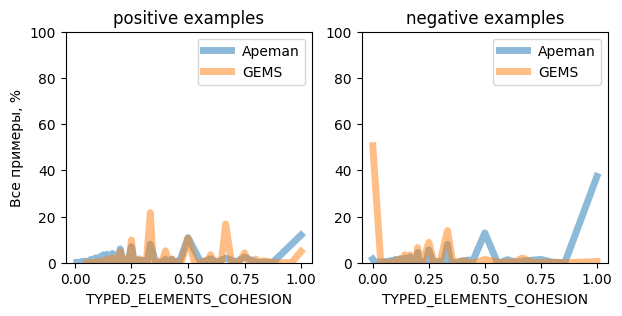 positive examples
negative examples
Все примеры, %
100
80
60
40
20
0
Apeman
GEMS
0.00
0.25
0.50
0.75
1.00
TYPED_ELEMENTS_COHESION
100
80
60
40
20
0
Apeman
GEMS
0.00
0.25
0.50
0.75
1.00
TYPED_ELEMENTS_COHESION